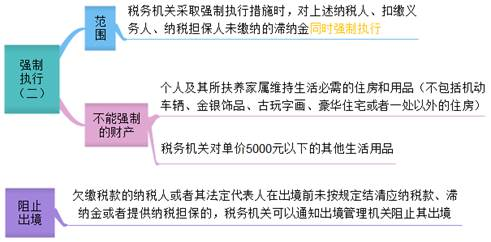 强制
执行
（二）
范
围
税务机关采取强制执行措施时，对上述纳税人、扣缴义
务人、纳税担保人未缴纳的滞纳金同时强制执行
不能强制
的财产
个人及其所扶养家属维持生活必需的住房和用品（不包括机动
车辆、金银饰品、古玩字画、豪华住宅或者一处以外的住房）
税务机关对单价5000元以下的其他生活用品
阻止
出境
欠缴税款的纳税人或者其法定代表人在出境前未按规定结清应纳税款、滞
纳金或者提供纳税担保的，税务机关可以通知出境管理机关阻止其出境